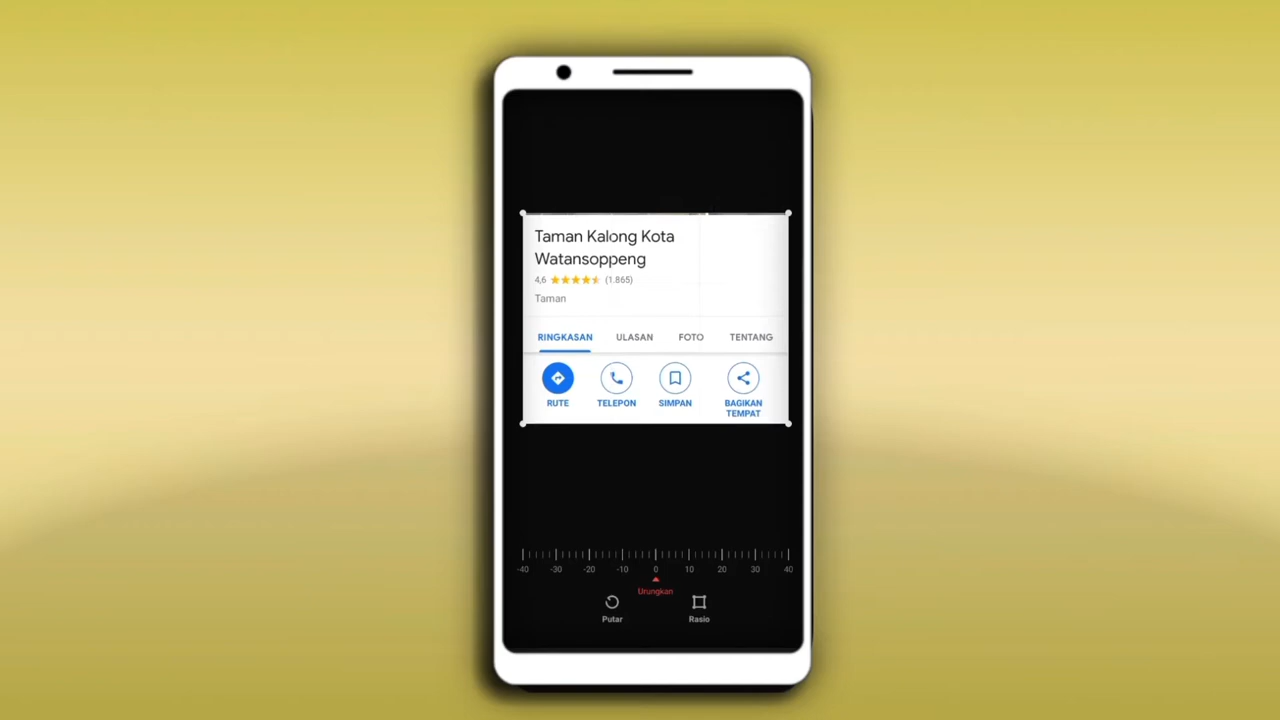 Taman Kalong Kota
Watansoppeng
4,6 (1.865)
Taman
RINGKASAN ULASAN FOTO TENTANG
RUTE TELEPON SIMPAN BAGIKAN
TEMPAT
-40 -30 -20 -10 0 10 20 30 40
Urungkan
Putar Rasio